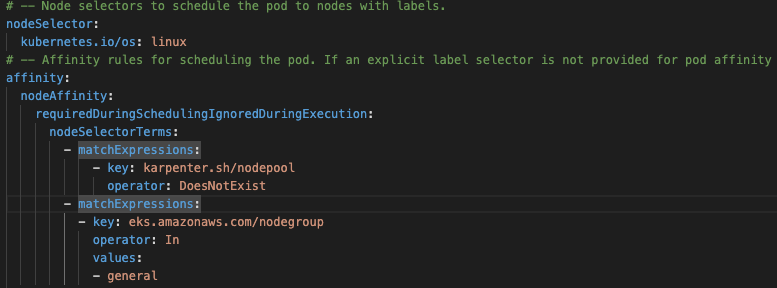 # -- Node selectors to schedule the pod to nodes with labels.
nodeSelector:
  kubernetes.io/os: linux
# -- Affinity rules for scheduling the pod. If an explicit label selector is not provided for pod affinity
affinity:
  nodeAffinity:
    requiredDuringSchedulingIgnoredDuringExecution:
      nodeSelectorTerms:
        - matchExpressions:
            - key: karpenter.sh/nodepool
              operator: DoesNotExist
        - matchExpressions:
          - key: eks.amazonaws.com/nodegroup
            operator: In
            values:
            - general